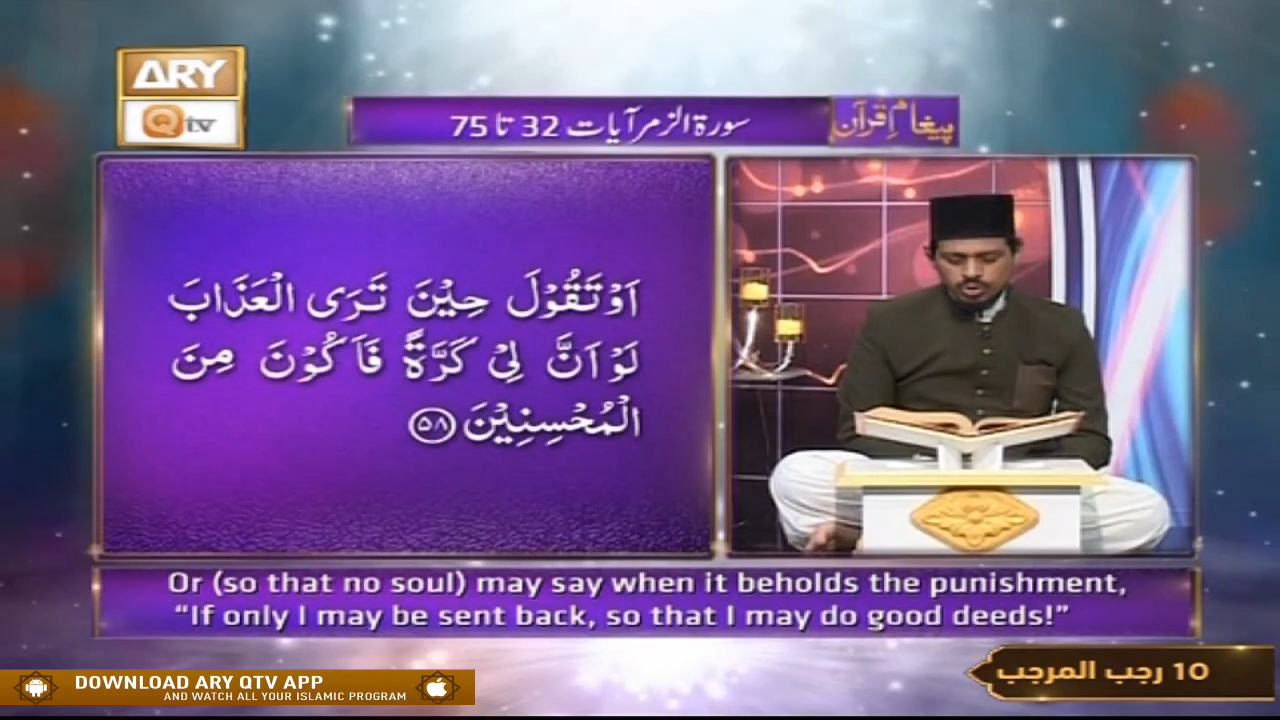 ARY
Qtv
سورۃ الزمر آیات 32 تا 75
پیغامِ قرآن
اَوْ تَقُوْلَ حِيْنَ تَرَى الْعَذَابَ
لَوْ اَنَّ لِيْ كَرَّةً فَاَكُوْنَ مِنَ
الْمُحْسِنِيْنَ ۝۵۸
Or (so that no soul) may say when it beholds the punishment,
“If only I may be sent back, so that I may do good deeds!”
DOWNLOAD ARY QTV APP
AND WATCH ALL YOUR ISLAMIC PROGRAM
10 رجب المرجب